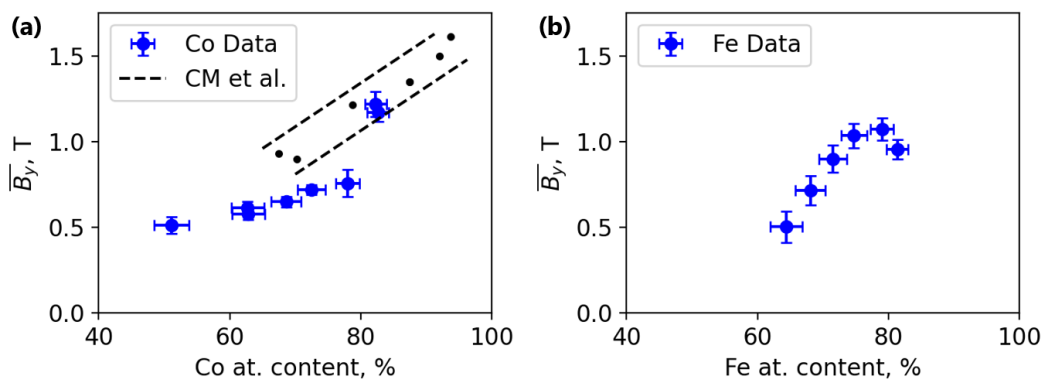 (a)
Co Data
CM et al.
1.5
1.0
0.5
0.0
B̅y, T
40 60 80 100
Co at. content, %
(b)
Fe Data
1.5
1.0
0.5
0.0
B̅y, T
40 60 80 100
Fe at. content, %